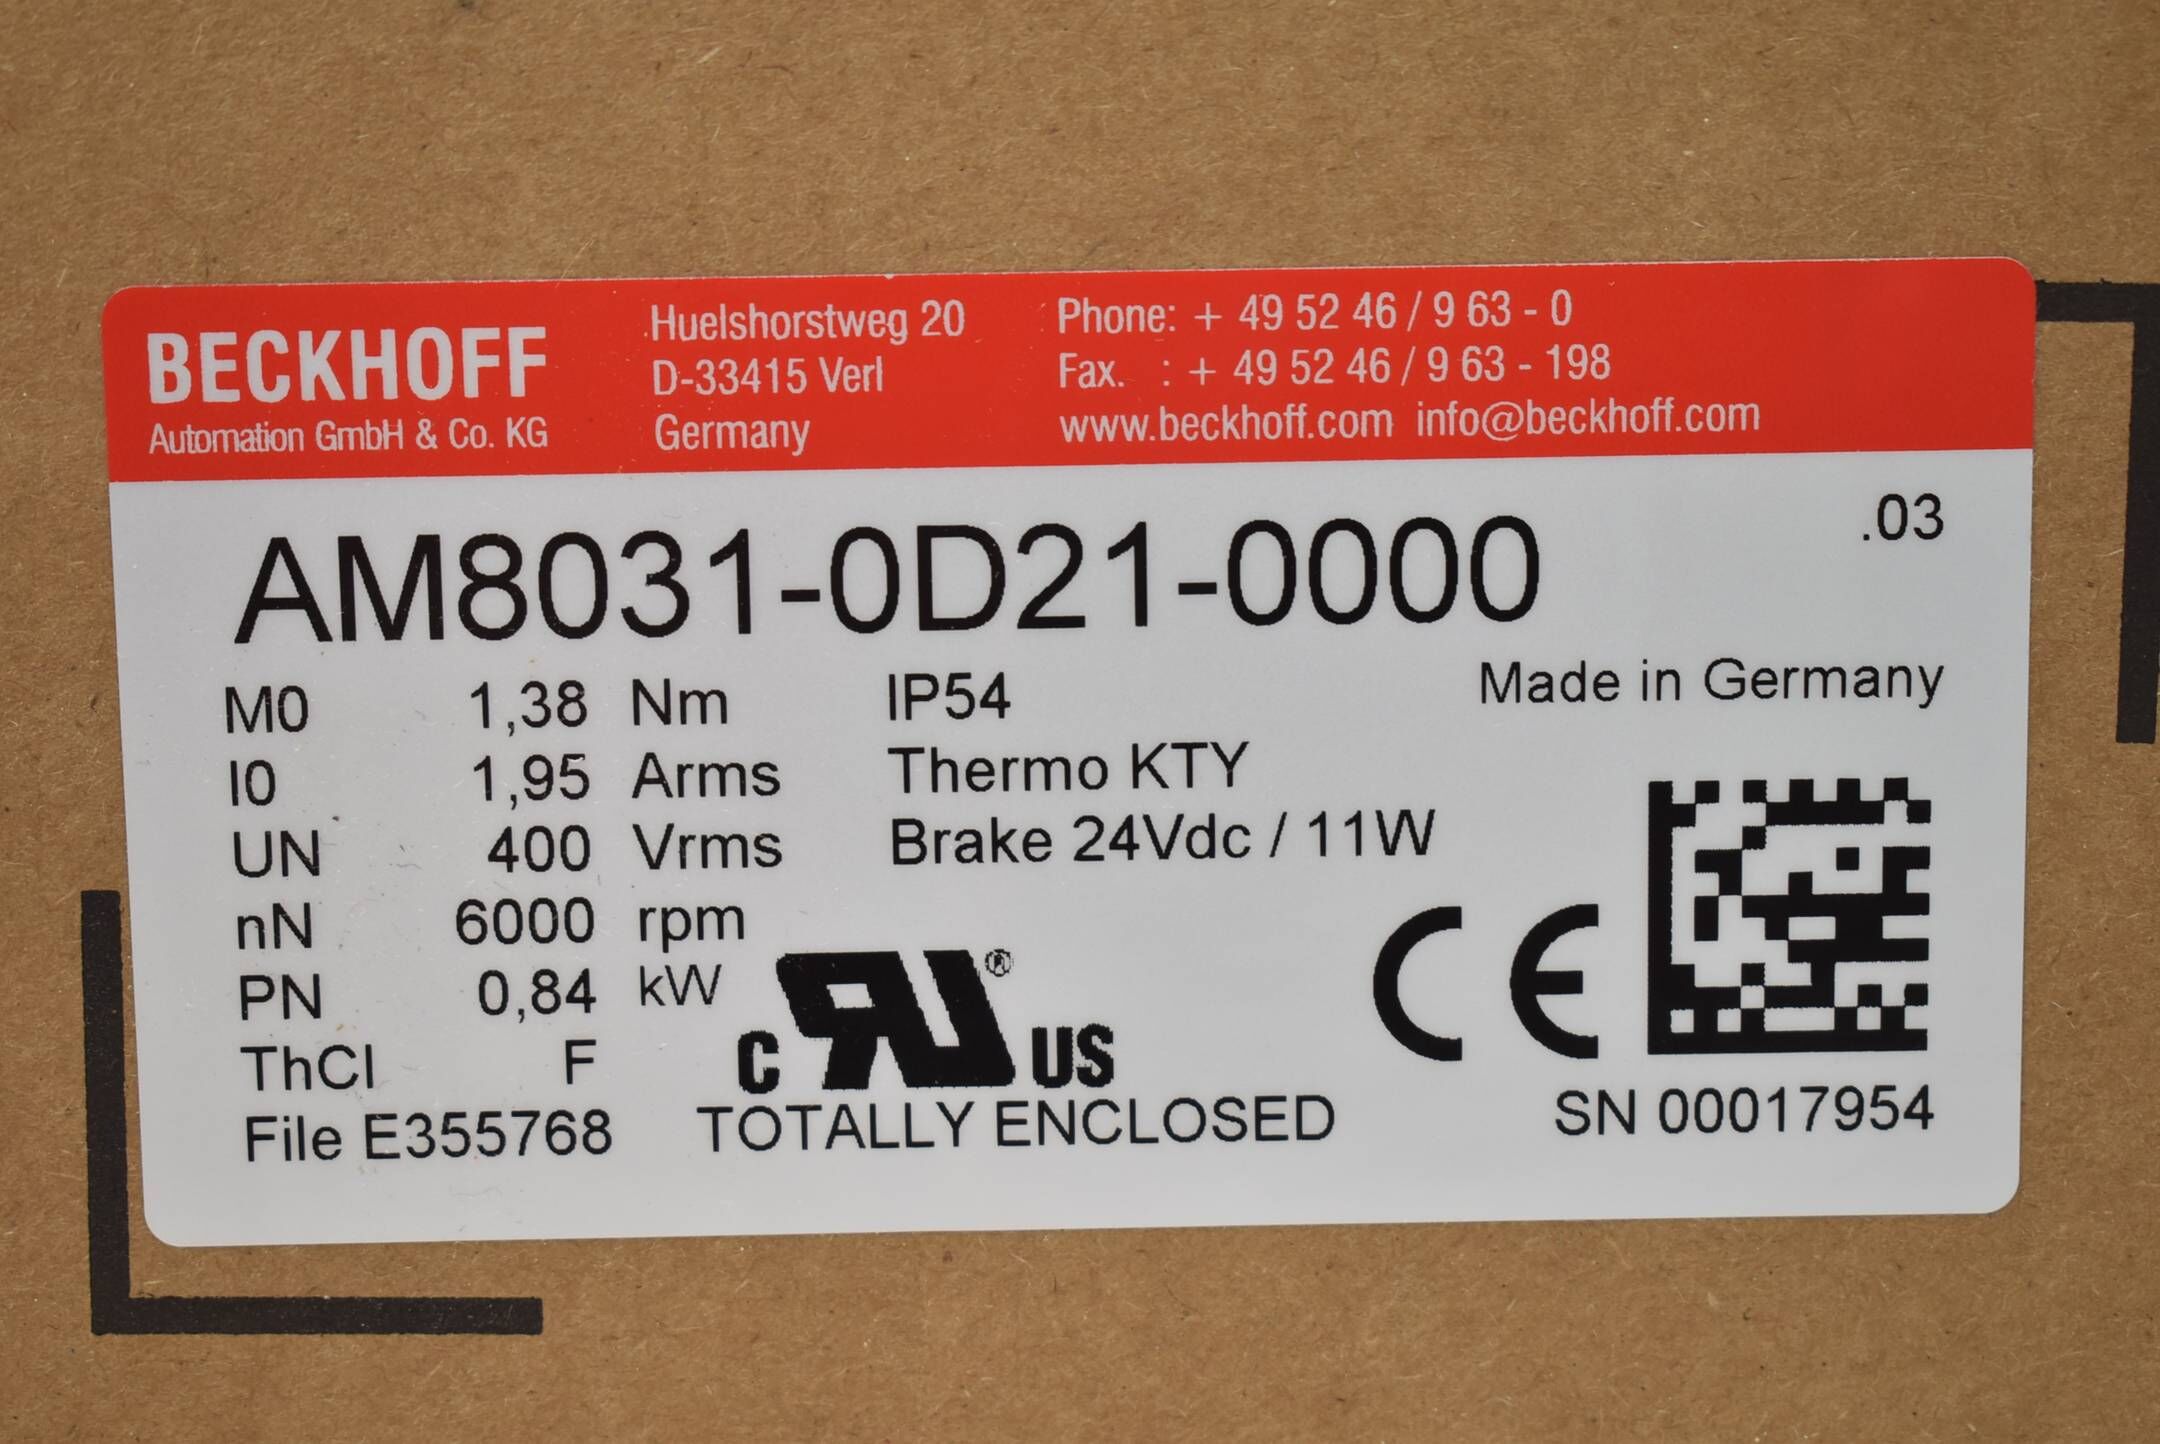 BECKHOFF
Automation GmbH & Co. KG
Huelshorstweg 20
D-33415 Verl
Germany
Phone: + 49 52 46 / 9 63 - 0
Fax. : + 49 52 46 / 9 63 - 198
www.beckhoff.com info@beckhoff.com
AM8031-0D21-0000
.03
M0 1,38 Nm IP54
Made in Germany
I0 1,95 Arms Thermo KTY
UN 400 Vrms Brake 24Vdc / 11W
nN 6000 rpm
PN 0,84 kW
ThCl F
C RU ® US
CE
File E355768 TOTALLY ENCLOSED
SN 00017954